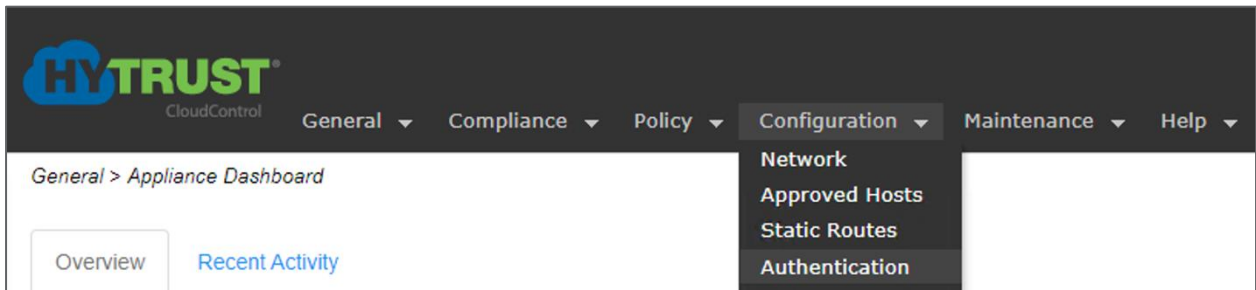 HYTRUST®
CloudControl
General Compliance Policy Configuration Maintenance Help
Network
Approved Hosts
Static Routes
Authentication
General > Appliance Dashboard
Overview Recent Activity